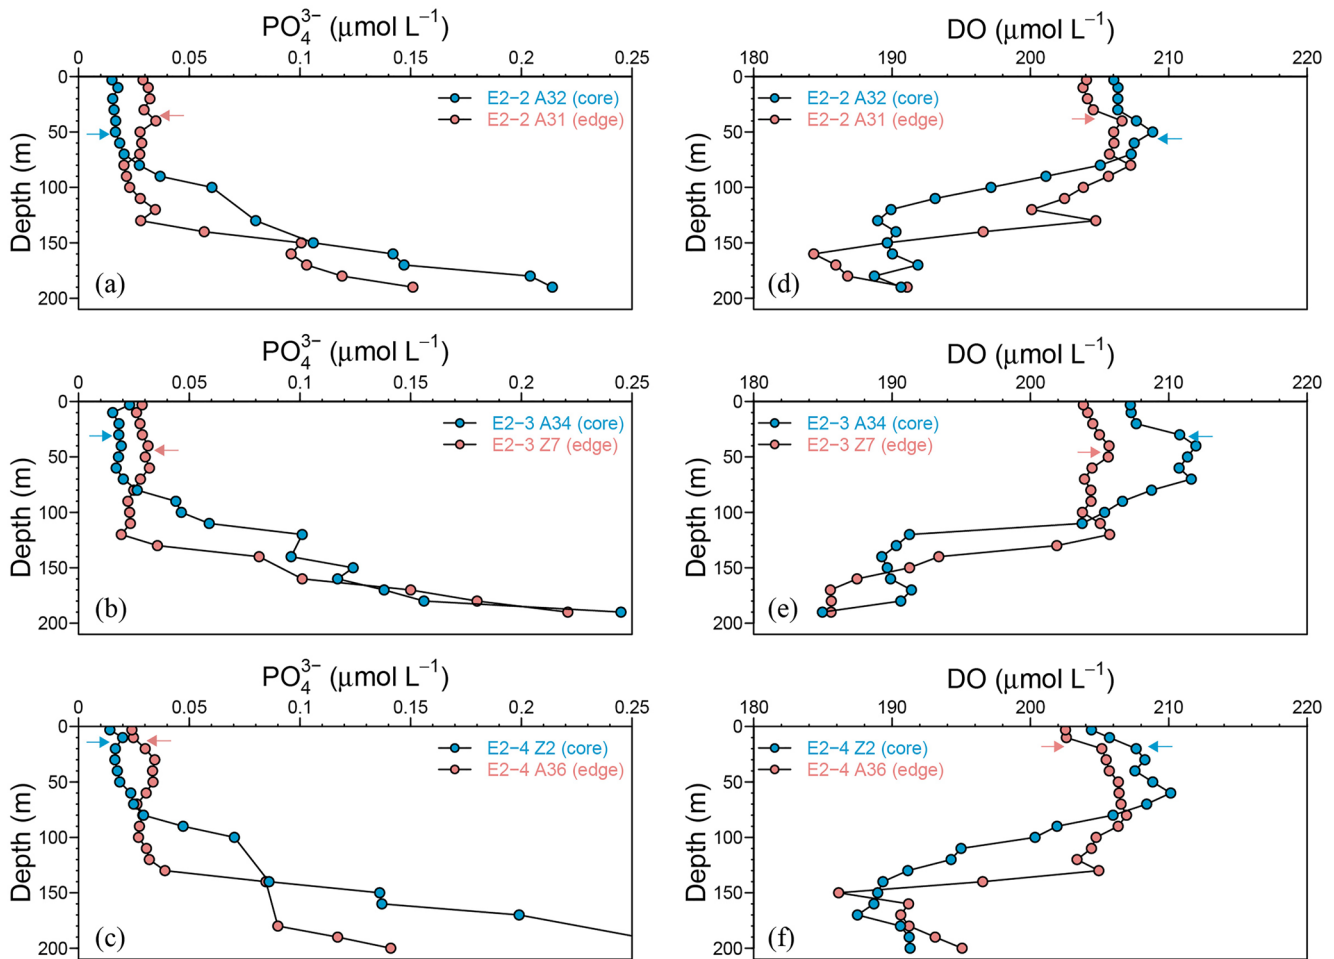 PO₄³⁻ (μmol L⁻¹)
0 0.05 0.1 0.15 0.2 0.25
0
50
100
150
200
Depth (m)
E2−2 A32 (core)
E2−2 A31 (edge)
(a)
DO (μmol L⁻¹)
180 190 200 210 220
0
50
100
150
200
Depth (m)
E2−2 A32 (core)
E2−2 A31 (edge)
(d)
PO₄³⁻ (μmol L⁻¹)
0 0.05 0.1 0.15 0.2 0.25
0
50
100
150
200
Depth (m)
E2−3 A34 (core)
E2−3 Z7 (edge)
(b)
DO (μmol L⁻¹)
180 190 200 210 220
0
50
100
150
200
Depth (m)
E2−3 A34 (core)
E2−3 Z7 (edge)
(e)
PO₄³⁻ (μmol L⁻¹)
0 0.05 0.1 0.15 0.2 0.25
0
50
100
150
200
Depth (m)
E2−4 Z2 (core)
E2−4 A36 (edge)
(c)
DO (μmol L⁻¹)
180 190 200 210 220
0
50
100
150
200
Depth (m)
E2−4 Z2 (core)
E2−4 A36 (edge)
(f)